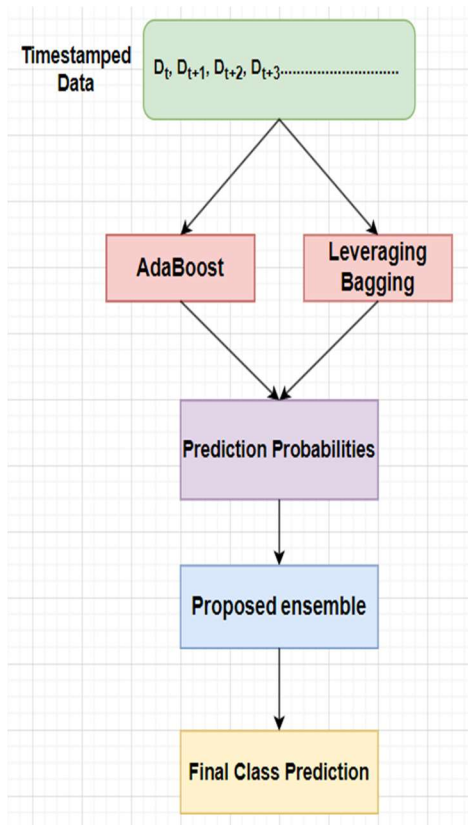 Timestamped
Data
Dt, Dt+1, Dt+2, Dt+3..............................
AdaBoost
Leveraging
Bagging
Prediction Probabilities
Proposed ensemble
Final Class Prediction